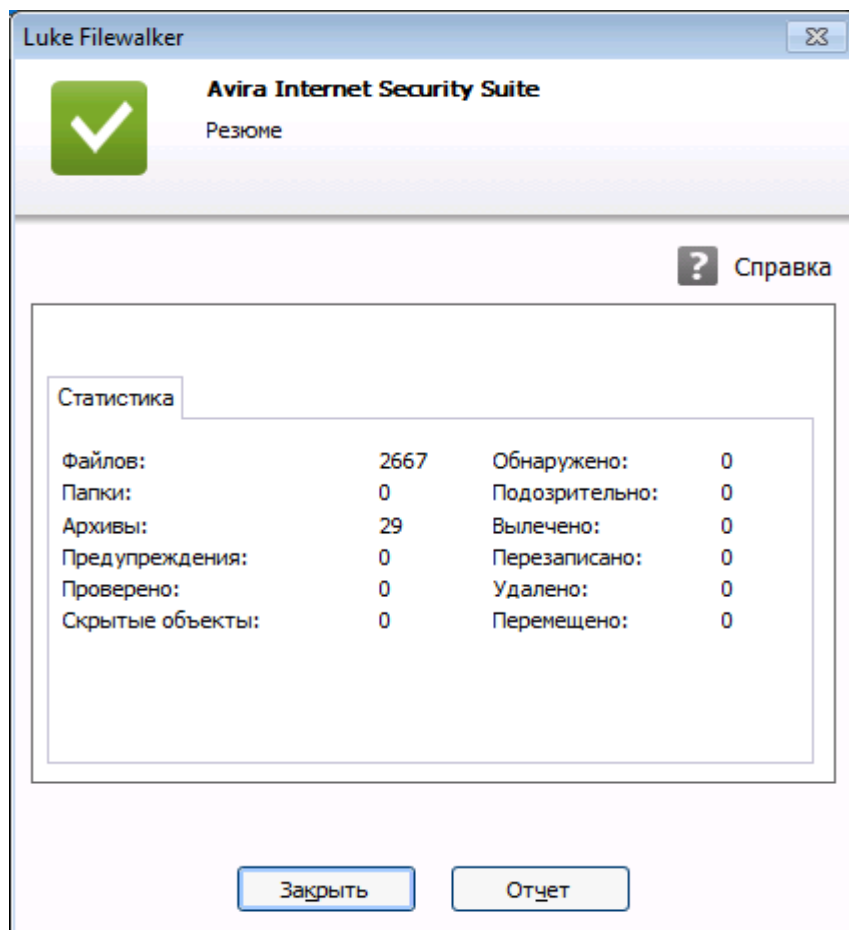 Luke Filewalker
Avira Internet Security Suite
Резюме
? Справка
Статистика
Файлов: 2667 Обнаружено: 0
Папки: 0 Подозрительно: 0
Архивы: 29 Вылечено: 0
Предупреждения: 0 Перезаписано: 0
Проверено: 0 Удалено: 0
Скрытые объекты: 0 Перемещено: 0
Закрыть Отчет